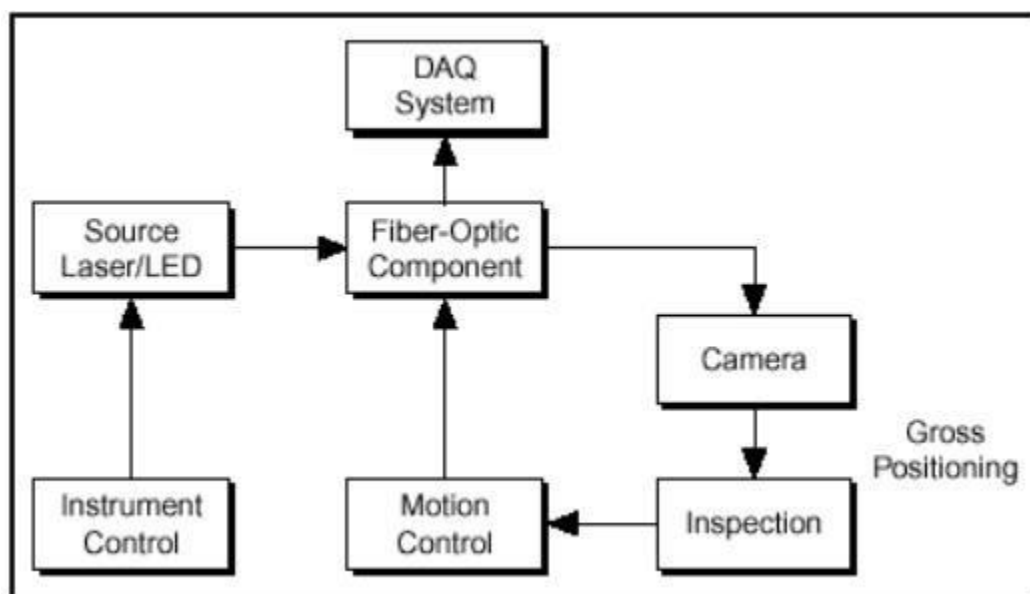 DAQ
System
Source
Laser/LED
Fiber-Optic
Component
Camera
Gross
Positioning
Instrument
Control
Motion
Control
Inspection